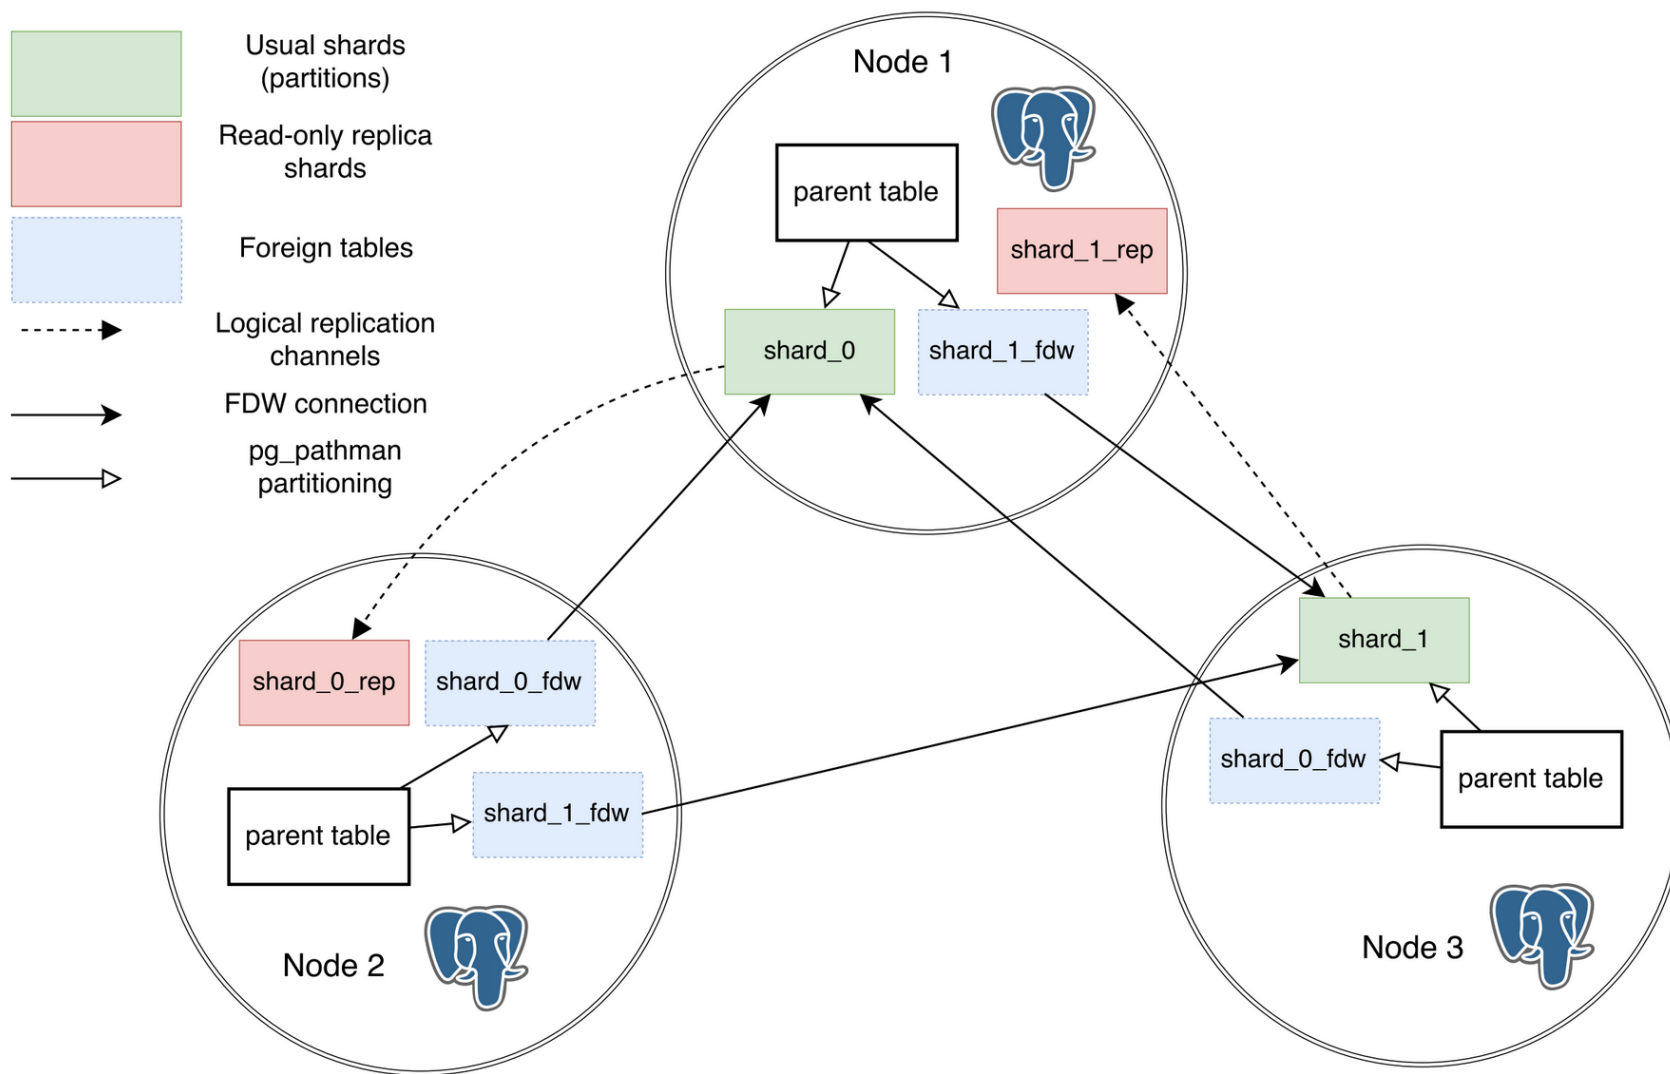 Usual shards
(partitions)
Read-only replica
shards
Foreign tables
Logical replication
channels
FDW connection
pg_pathman
partitioning
Node 1
parent table
shard_1_rep
shard_0
shard_1_fdw
shard_0_rep
shard_0_fdw
shard_1_fdw
parent table
Node 2
shard_1
shard_0_fdw
parent table
Node 3